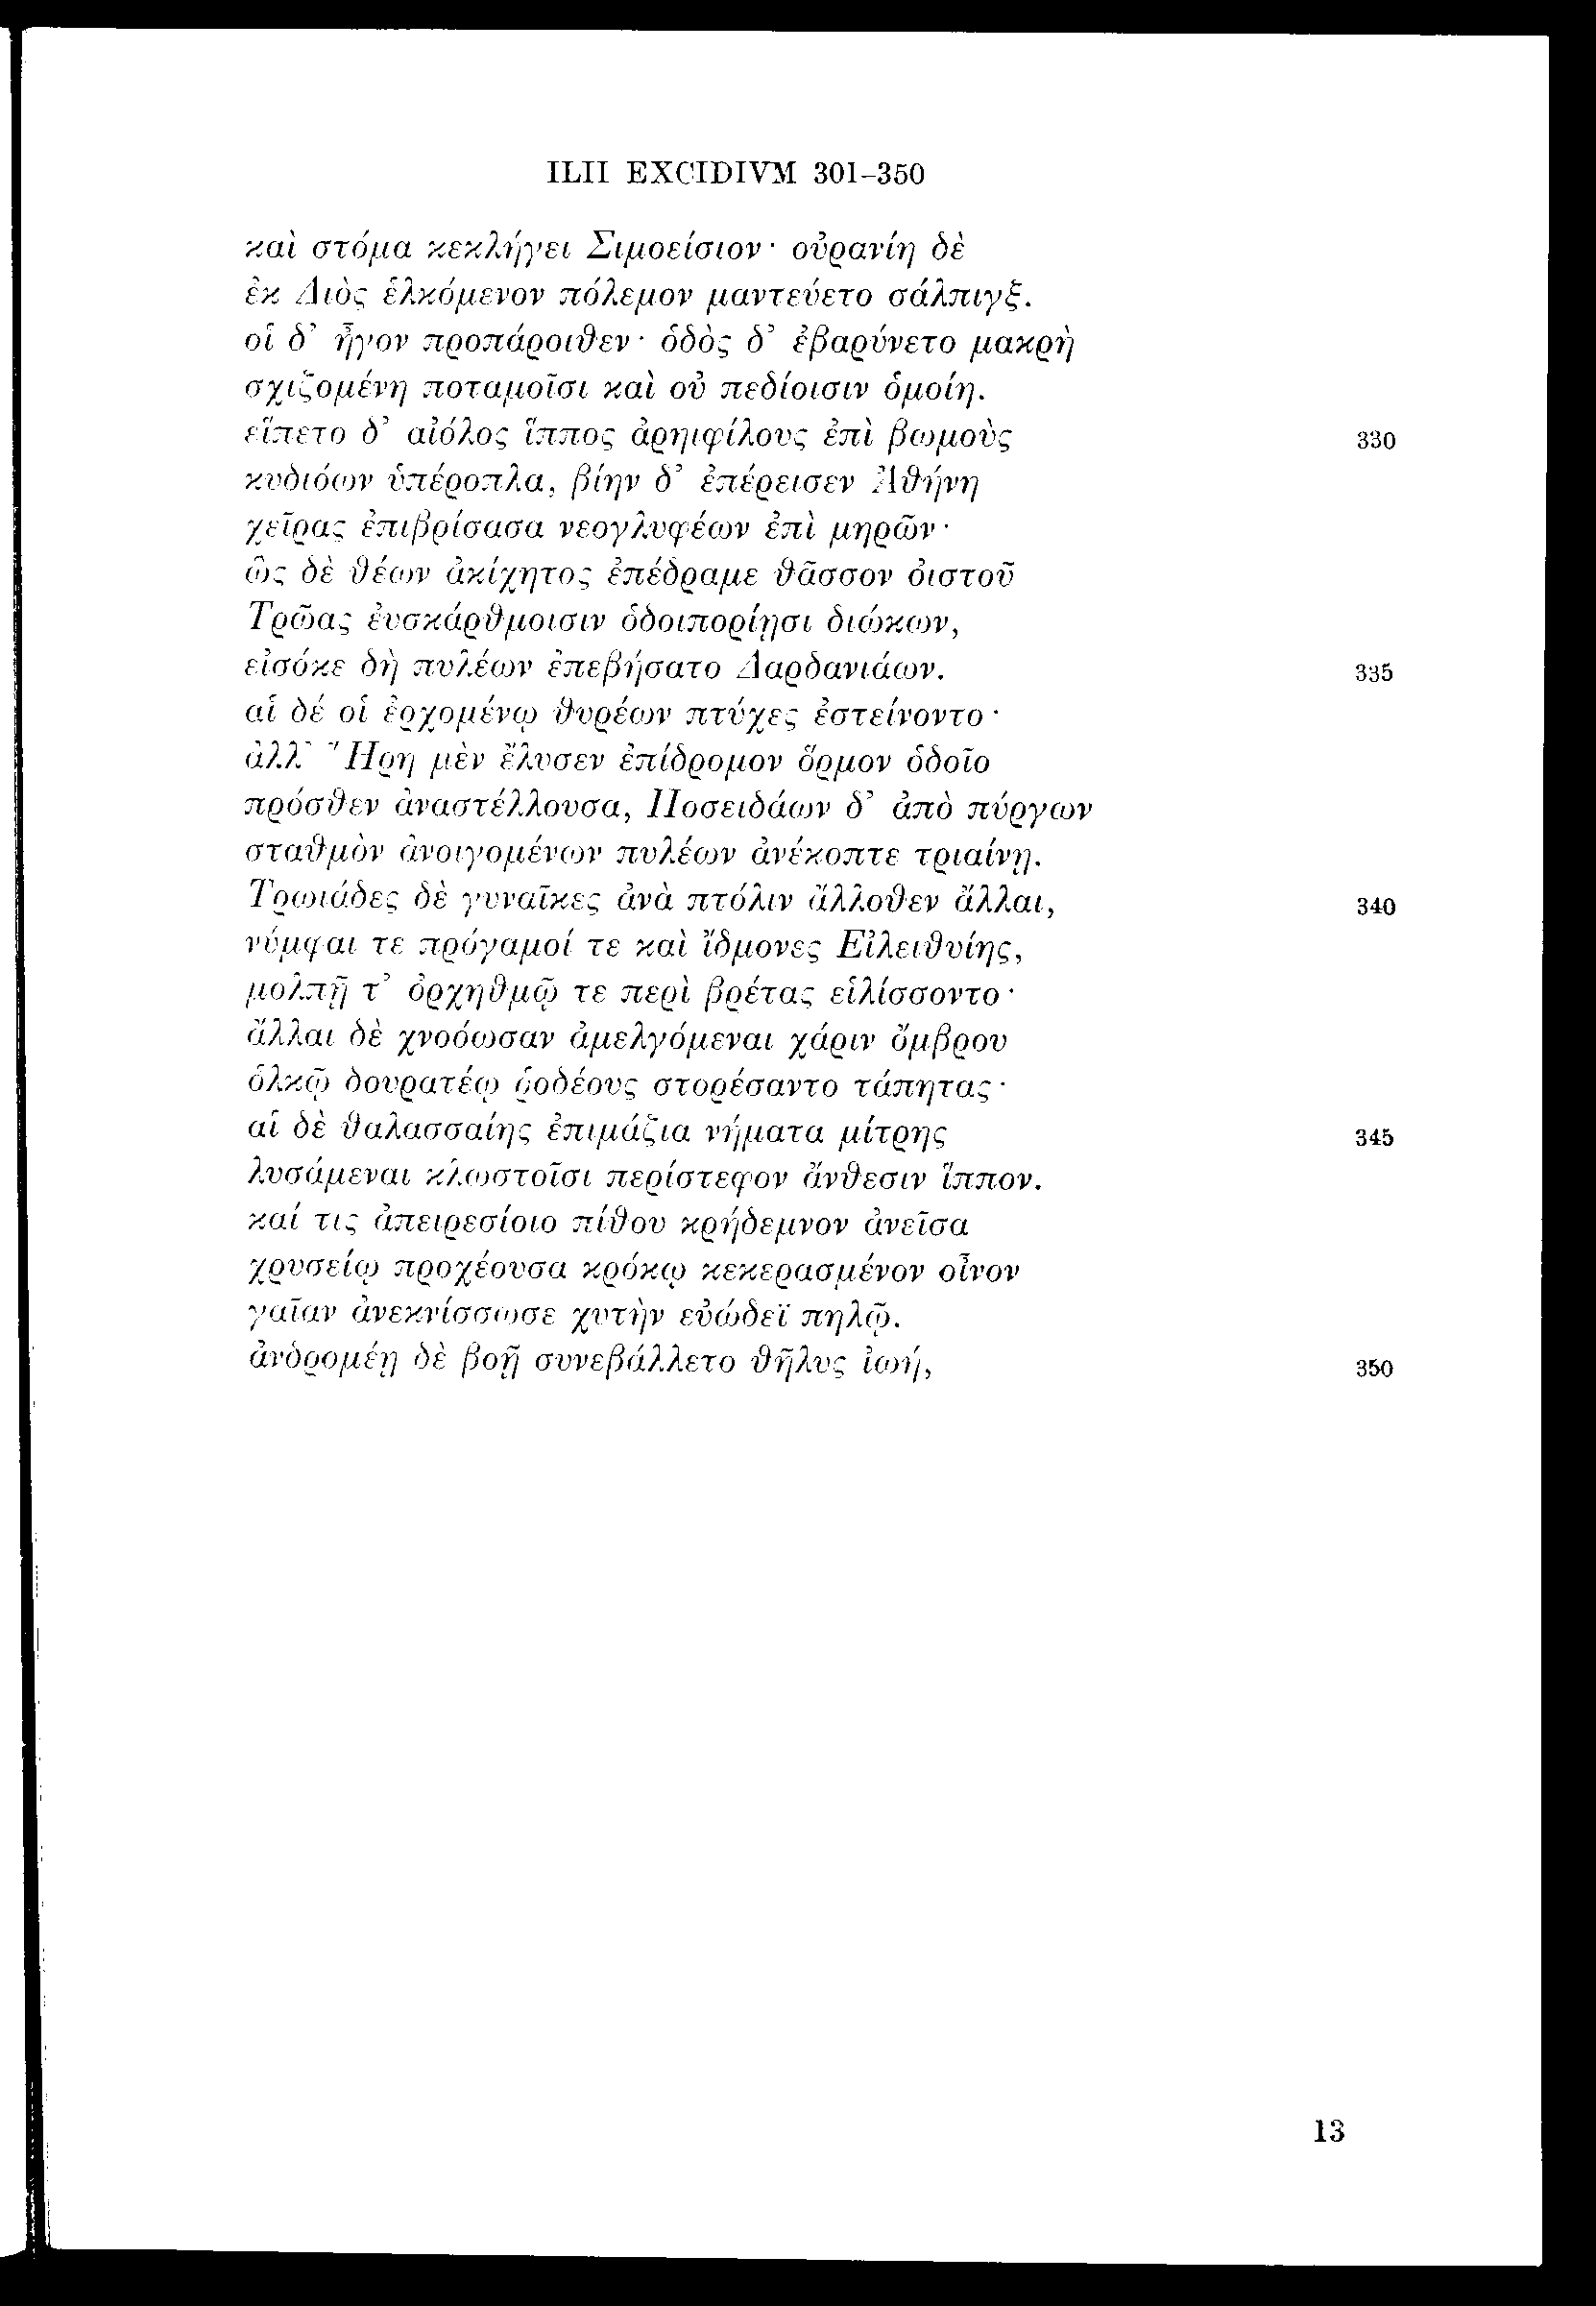 ILII EXCIDIVM 301-350
καὶ στόμα κεκλήγει Σιμοείσιον· οὐρανίη δὲ
ἐκ Διὸς ἑλκόμενον πόλεμον μαντεύετο σάλπιγξ.
οἱ δ' ἦγον προπάροιθεν· ὁδὸς δ' ἐβαρύνετο μακρὴ
σχιζομένη ποταμοῖσι καὶ οὐ πεδίοισιν ὁμοίη.
εἵπετο δ' αἰόλος ἵππος ἀρηιφίλους ἐπὶ βωμοὺς 330
κυδιόων ὑπέροπλα, βίην δ' ἐπέρεισεν Ἀθήνη
χεῖρας ἐπιβρίσασα νεογλυφέων ἐπὶ μηρῶν·
ὣς δὲ θέων ἀκίχητος ἐπέδραμε θᾶσσον ὀιστοῦ
Τρῶας ἐυσκάρθμοισιν ὁδοιπορίῃσι διώκων,
εἰσόκε δὴ πυλέων ἐπεβήσατο Δαρδανιάων. 335
αἱ δέ οἱ ἐρχομένῳ θυρέων πτύχες ἐστείνοντο·
ἀλλ' Ἥρη μὲν ἔλυσεν ἐπίδρομον ὅρμον ὁδοῖο
πρόσθεν ἀναστέλλουσα, Ποσειδάων δ' ἀπὸ πύργων
σταθμὸν ἀνοιγομένων πυλέων ἀνέκοπτε τριαίνῃ.
Τρωιάδες δὲ γυναῖκες ἀνὰ πτόλιν ἄλλοθεν ἄλλαι, 340
νύμφαι τε πρόγαμοί τε καὶ ἴδμονες Εἰλειθυίης,
μολπῇ τ' ὀρχηθμῷ τε περὶ βρέτας εἱλίσσοντο·
ἄλλαι δὲ χνοόωσαν ἀμελγόμεναι χάριν ὄμβρου
ὁλκῷ δουρατέῳ ῥοδέους στορέσαντο τάπητας·
αἱ δὲ θαλασσαίης ἐπιμάζια νήματα μίτρης 345
λυσάμεναι κλωστοῖσι περίστεφον ἄνθεσιν ἵππον.
καί τις ἀπειρεσίοιο πίθου κρήδεμνον ἀνεῖσα
χρυσείῳ προχέουσα κρόκῳ κεκερασμένον οἶνον
γαῖαν ἀνεκνίσσωσε χυτὴν εὐώδεϊ πηλῷ.
ἀνδρομέῃ δὲ βοῇ συνεβάλλετο θῆλυς ἰωή, 350
13